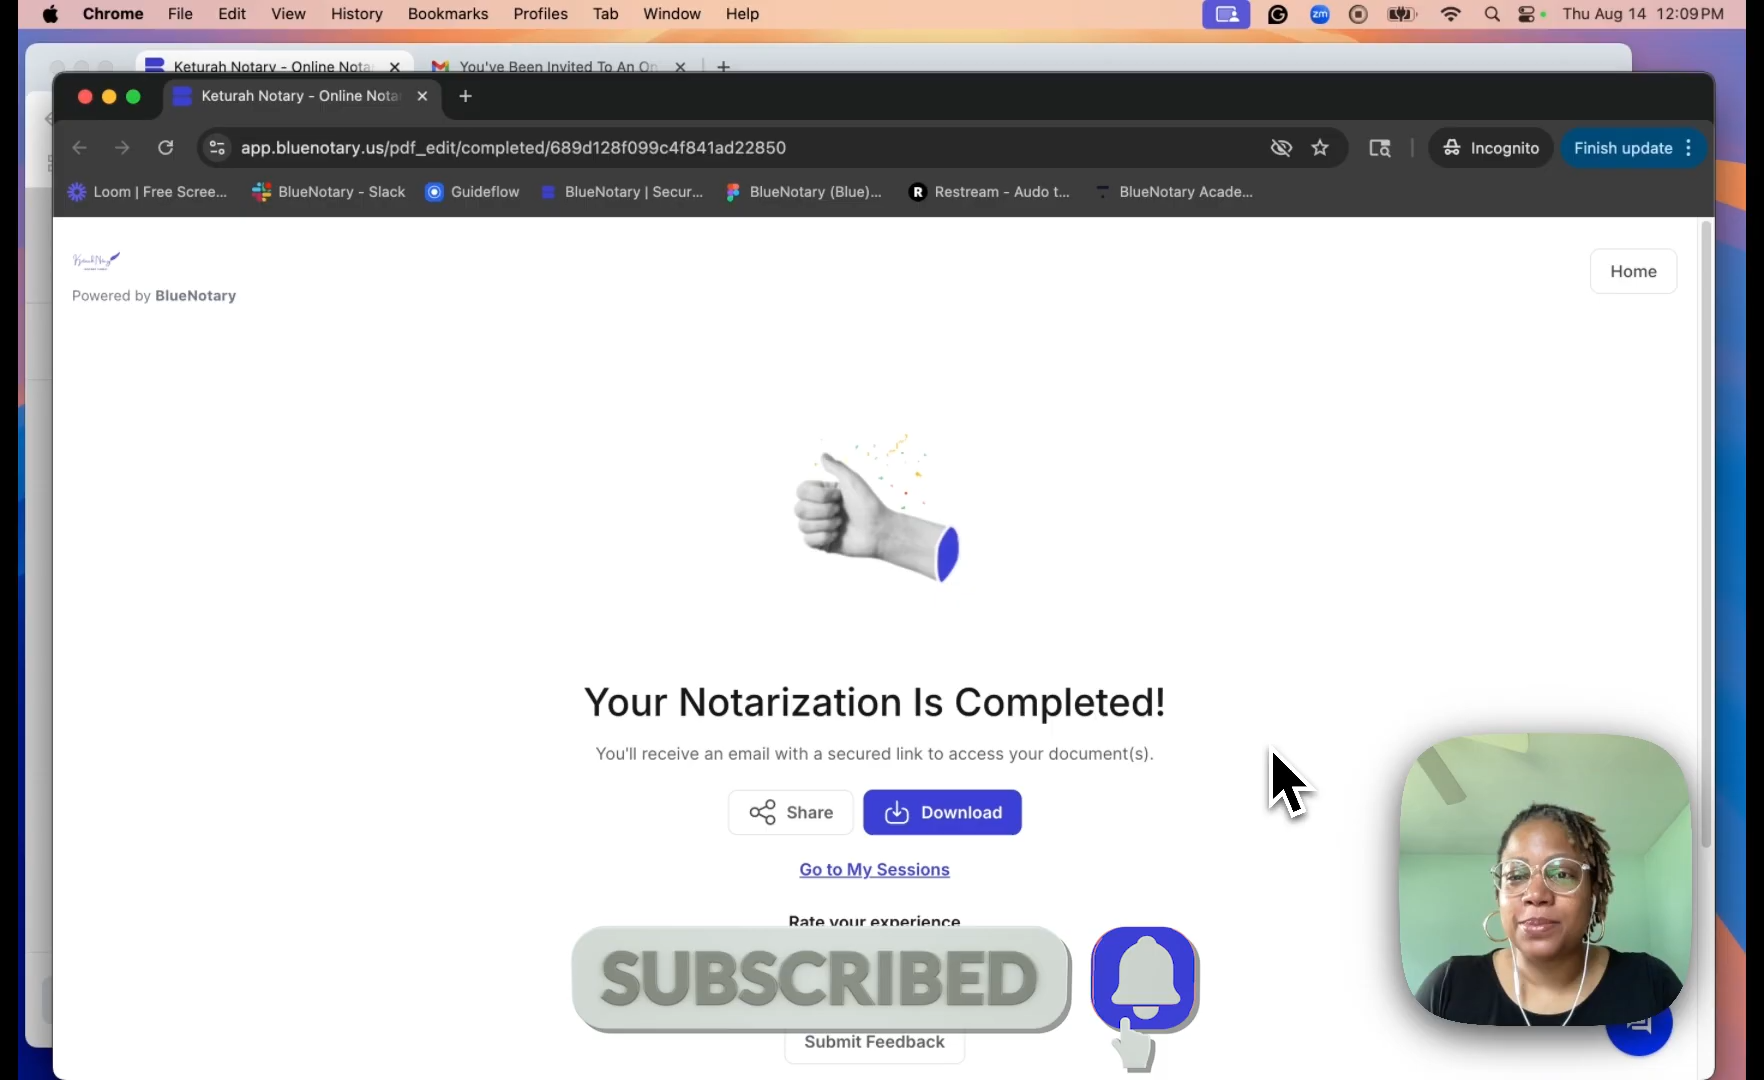 Chrome File Edit View History Bookmarks Profiles Tab Window Help zm Thu Aug 14 12:09 PM
Keturah Notary - Online Nota You've Been Invited To An On
Keturah Notary - Online Nota
app.bluenotary.us/pdf_edit/completed/689d128f099c4f841ad22850 Incognito Finish update
Loom | Free Scree... BlueNotary - Slack Guideflow BlueNotary | Secur... BlueNotary (Blue)... Restream - Audo t... BlueNotary Acade...
Home
Powered by BlueNotary
Your Notarization Is Completed!
You'll receive an email with a secured link to access your document(s).
Share Download
Go to My Sessions
Rate your experience
SUBSCRIBED
Submit Feedback